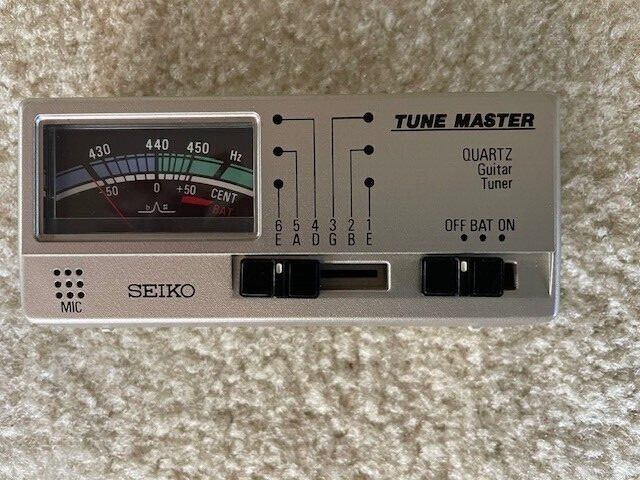 430 440 450 Hz
-50 0 +50 CENT
b ♯
BAT
TUNE MASTER
QUARTZ
Guitar
Tuner
6 5 4 3 2 1
E A D G B E
OFF BAT ON
MIC
SEIKO